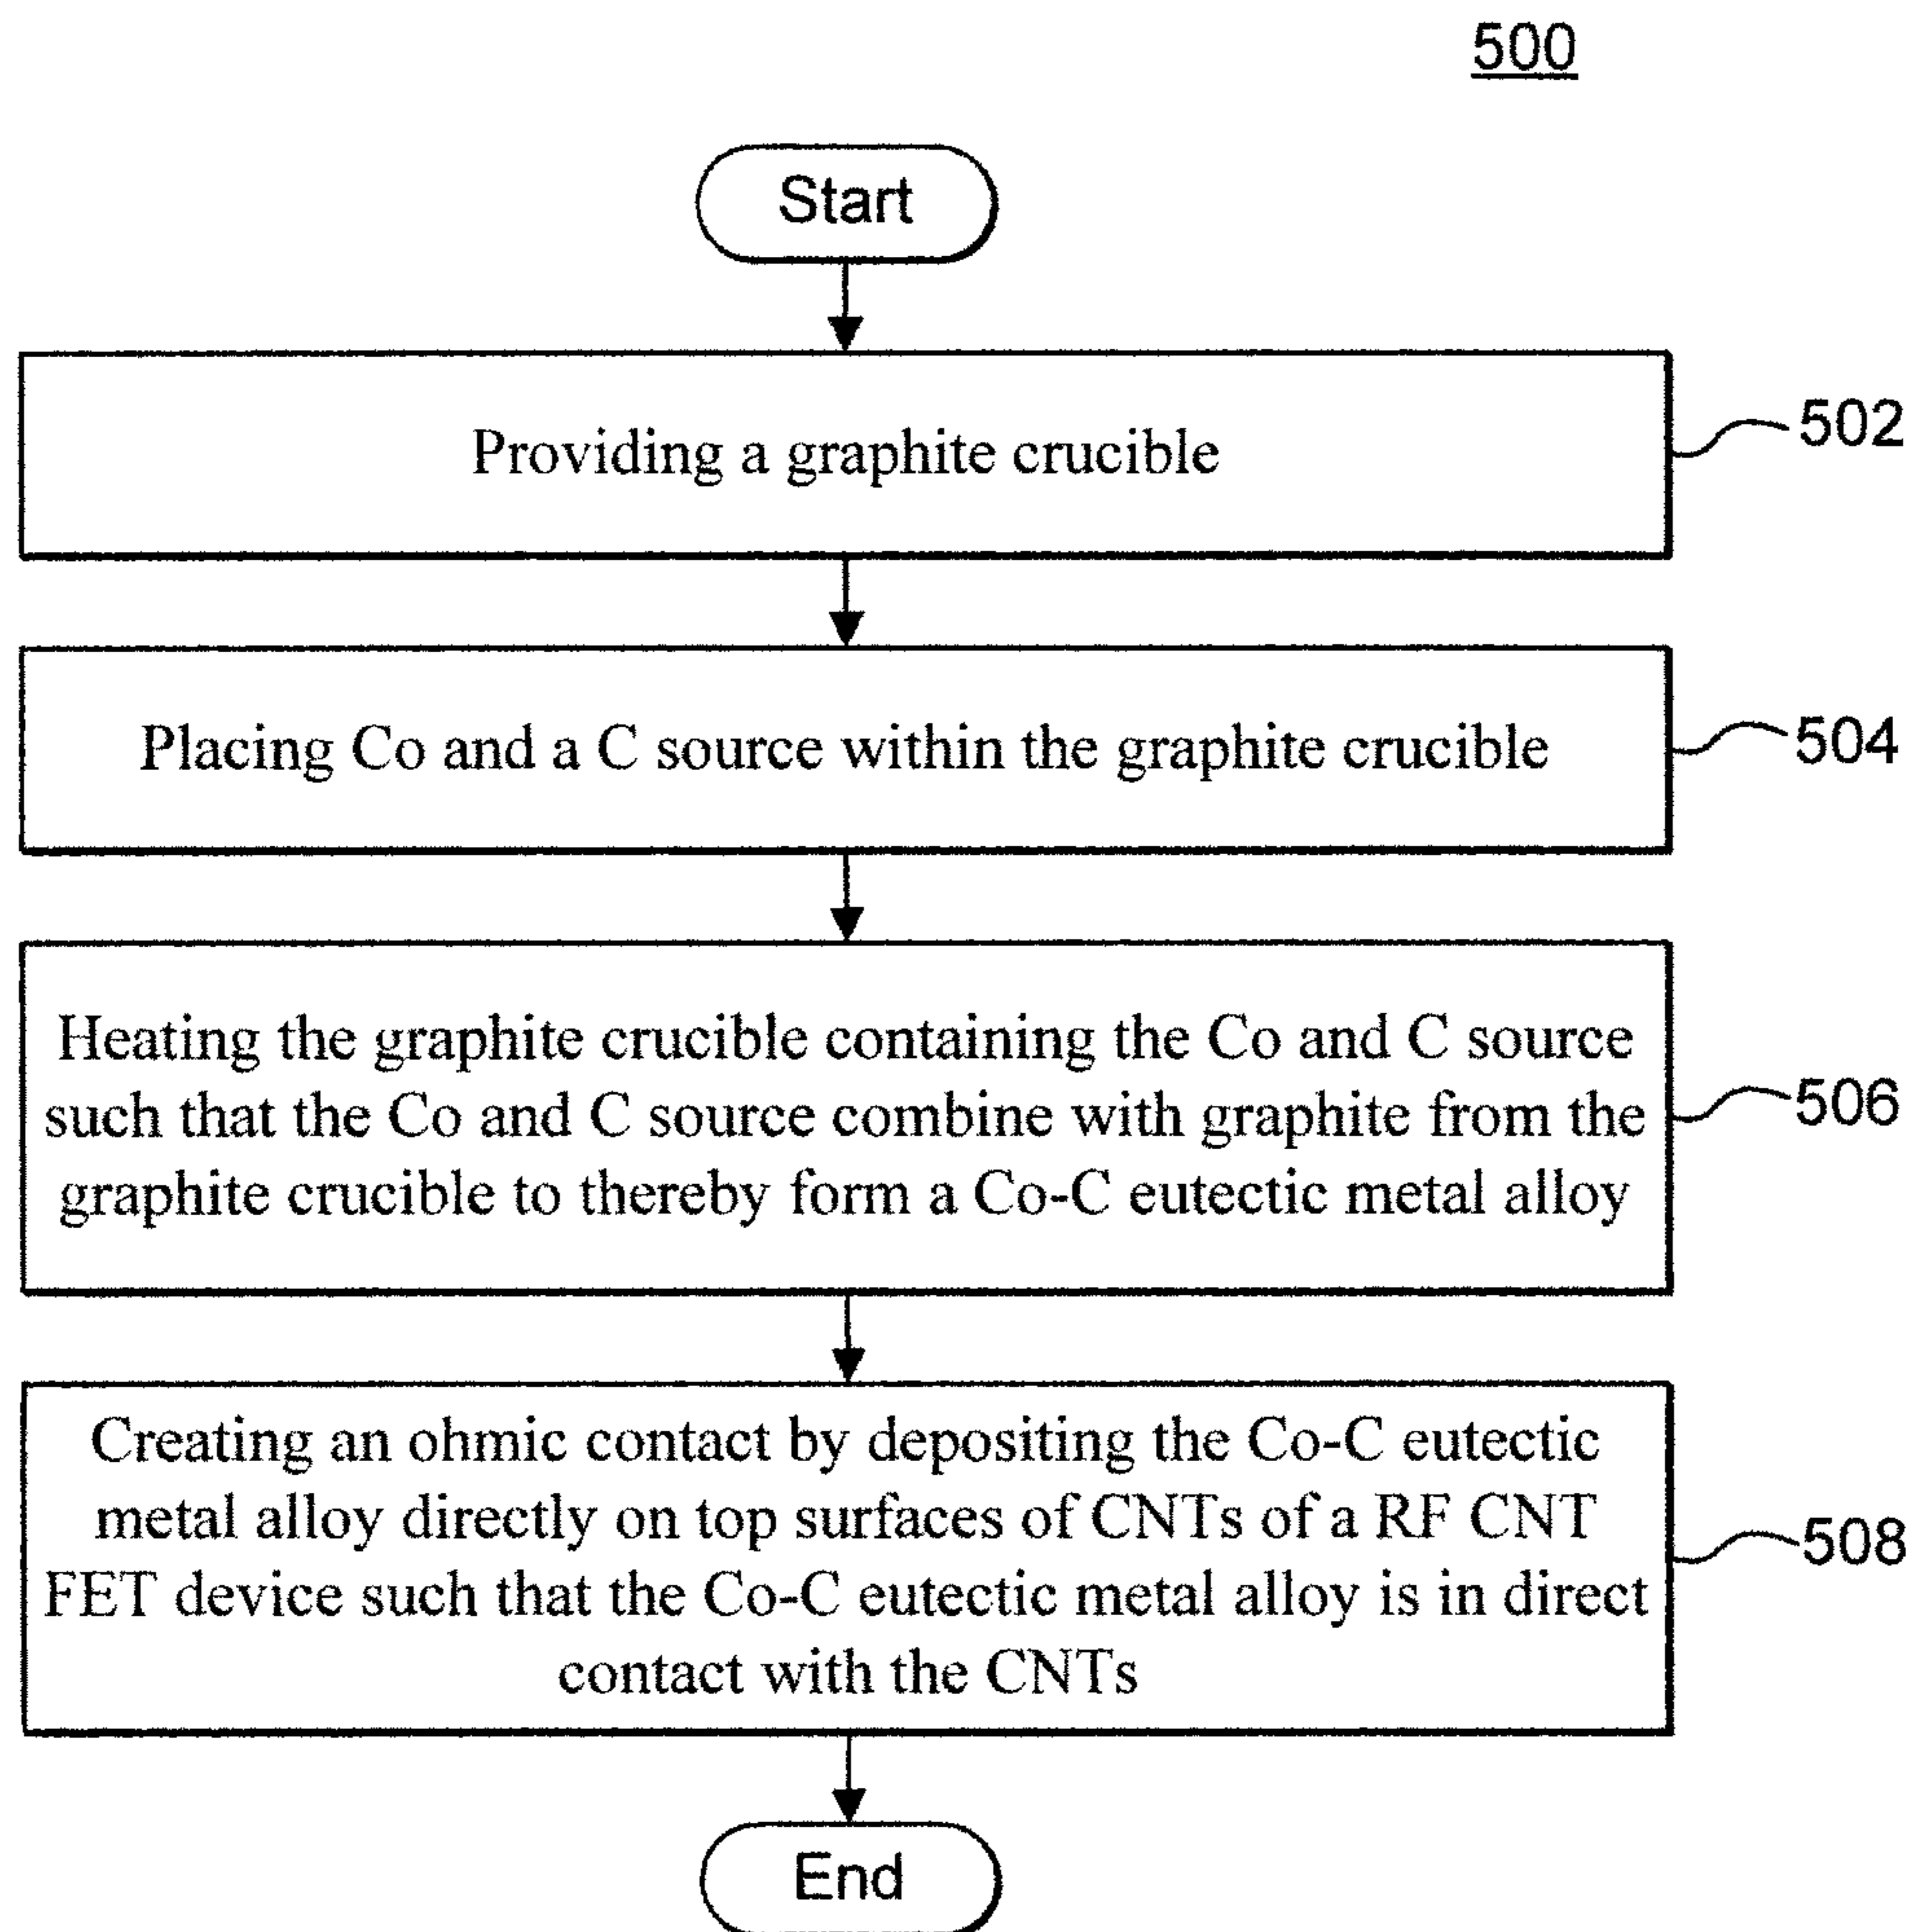 500
Start
Providing a graphite crucible
502
Placing Co and a C source within the graphite crucible
504
Heating the graphite crucible containing the Co and C source
such that the Co and C source combine with graphite from the
graphite crucible to thereby form a Co-C eutectic metal alloy
506
Creating an ohmic contact by depositing the Co-C eutectic
metal alloy directly on top surfaces of CNTs of a RF CNT
FET device such that the Co-C eutectic metal alloy is in direct
contact with the CNTs
508
End